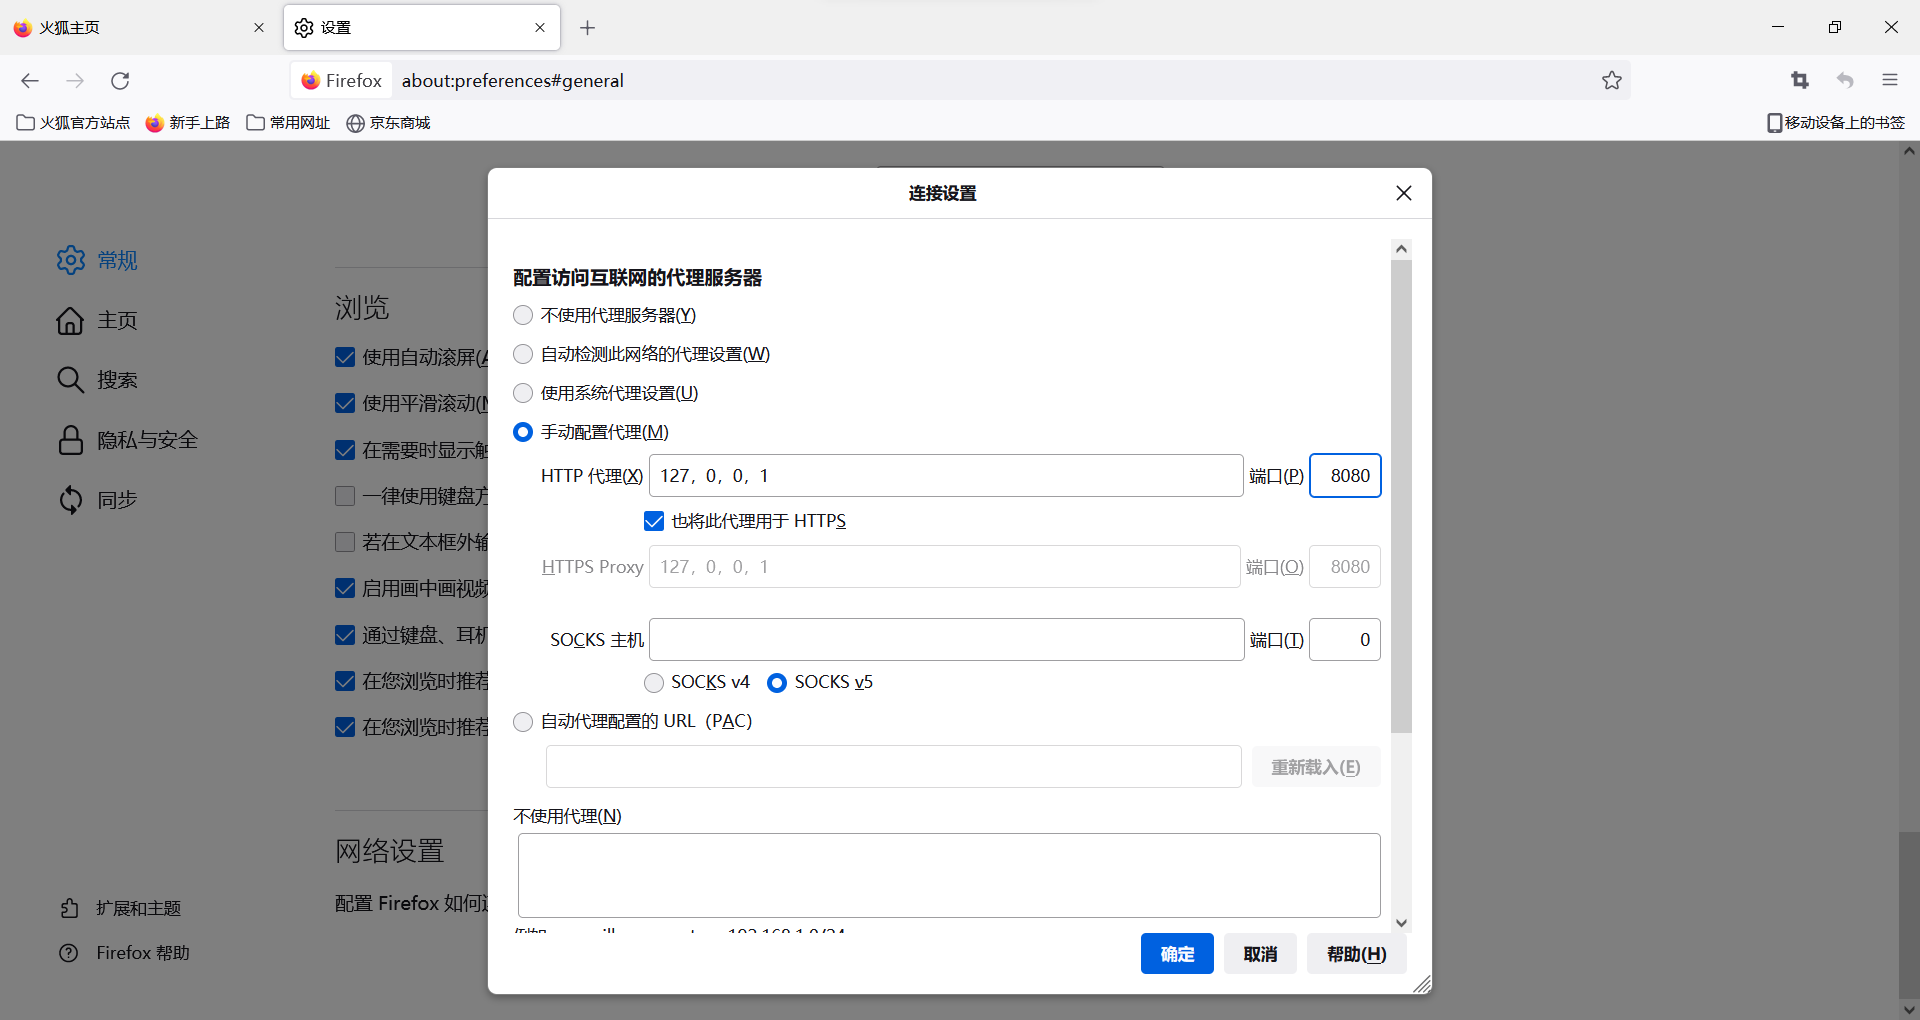 火狐主页
设置
Firefox about:preferences#general
火狐官方站点 新手上路 常用网址 京东商城 移动设备上的书签
常规
主页
搜索
隐私与安全
同步
扩展和主题
Firefox 帮助
浏览
使用自动滚屏(
使用平滑滚动(
在需要时显示触
一律使用键盘方
若在文本框外输
启用画中画视频
通过键盘、耳机
在您浏览时推荐
在您浏览时推荐
网络设置
配置 Firefox 如何
连接设置
配置访问互联网的代理服务器
不使用代理服务器(Y)
自动检测此网络的代理设置(W)
使用系统代理设置(U)
手动配置代理(M)
HTTP 代理(X) 127，0，0，1 端口(P) 8080
也将此代理用于 HTTPS
HTTPS Proxy 127，0，0，1 端口(O) 8080
SOCKS 主机 端口(T) 0
SOCKS v4 SOCKS v5
自动代理配置的 URL（PAC）
重新载入(E)
不使用代理(N)
确定 取消 帮助(H)